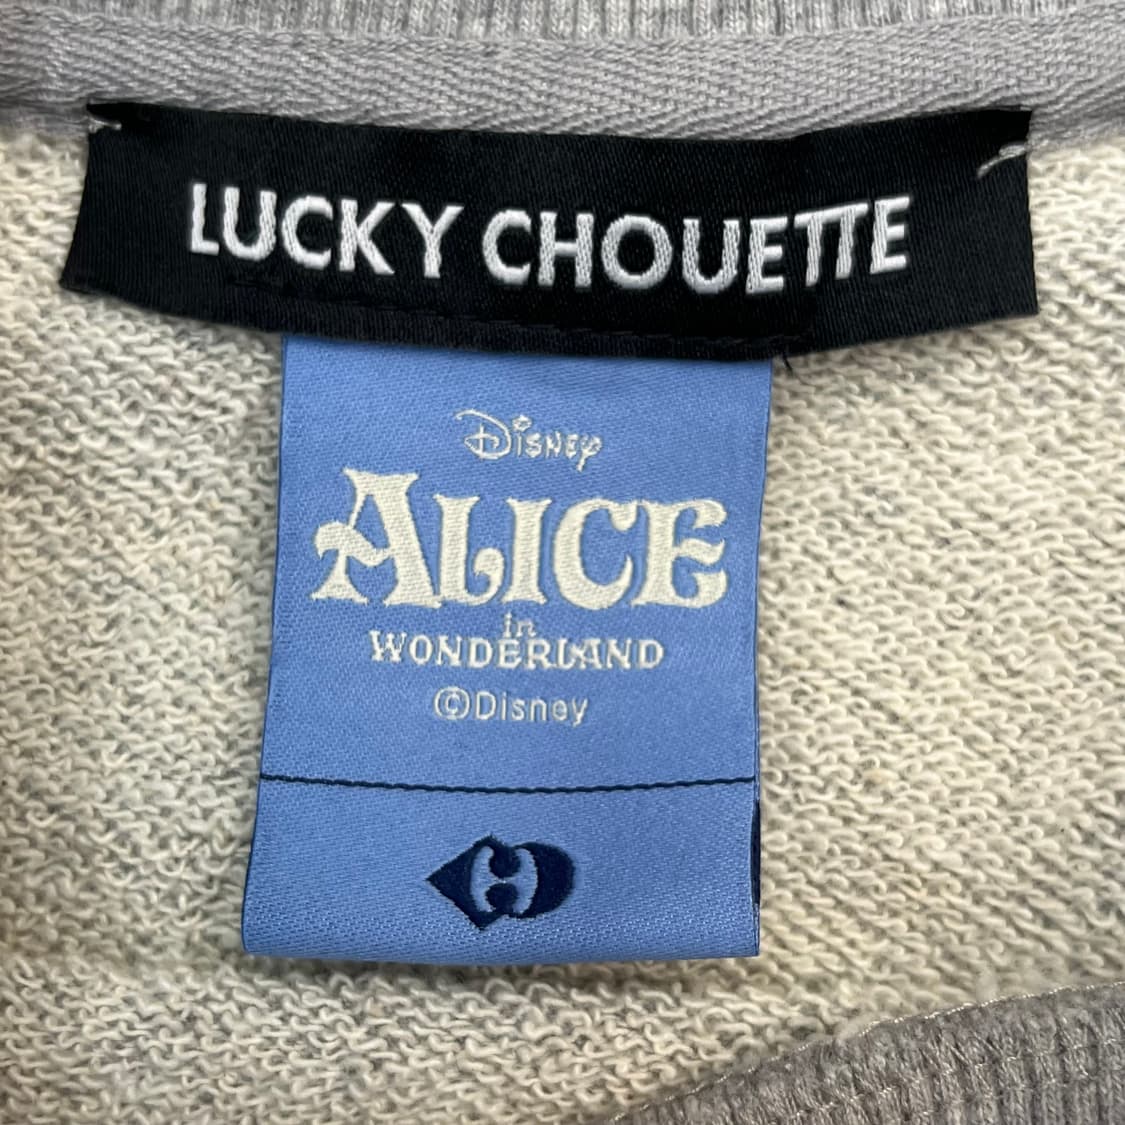 LUCKY CHOUETTE
Disney
ALICE
in
WONDERLAND
©Disney